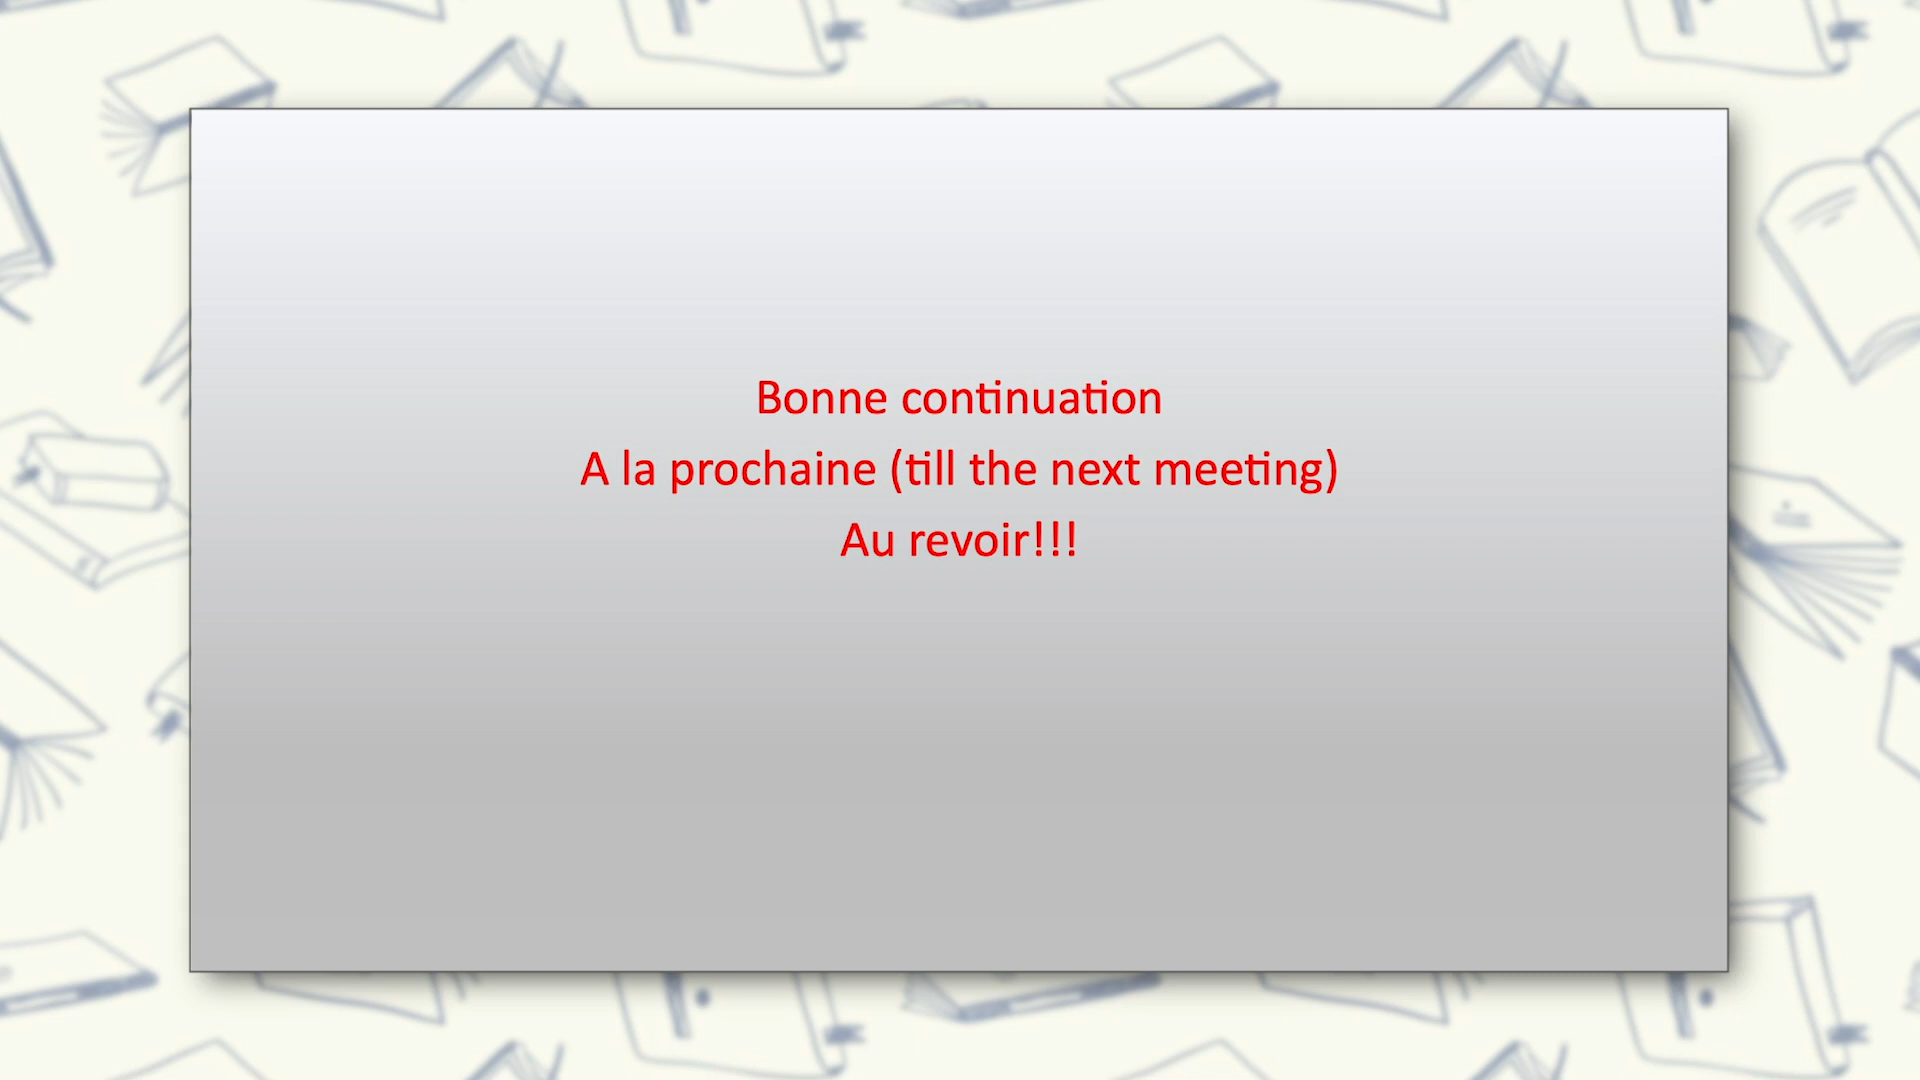 Bonne continuation
A la prochaine (till the next meeting)
Au revoir!!!